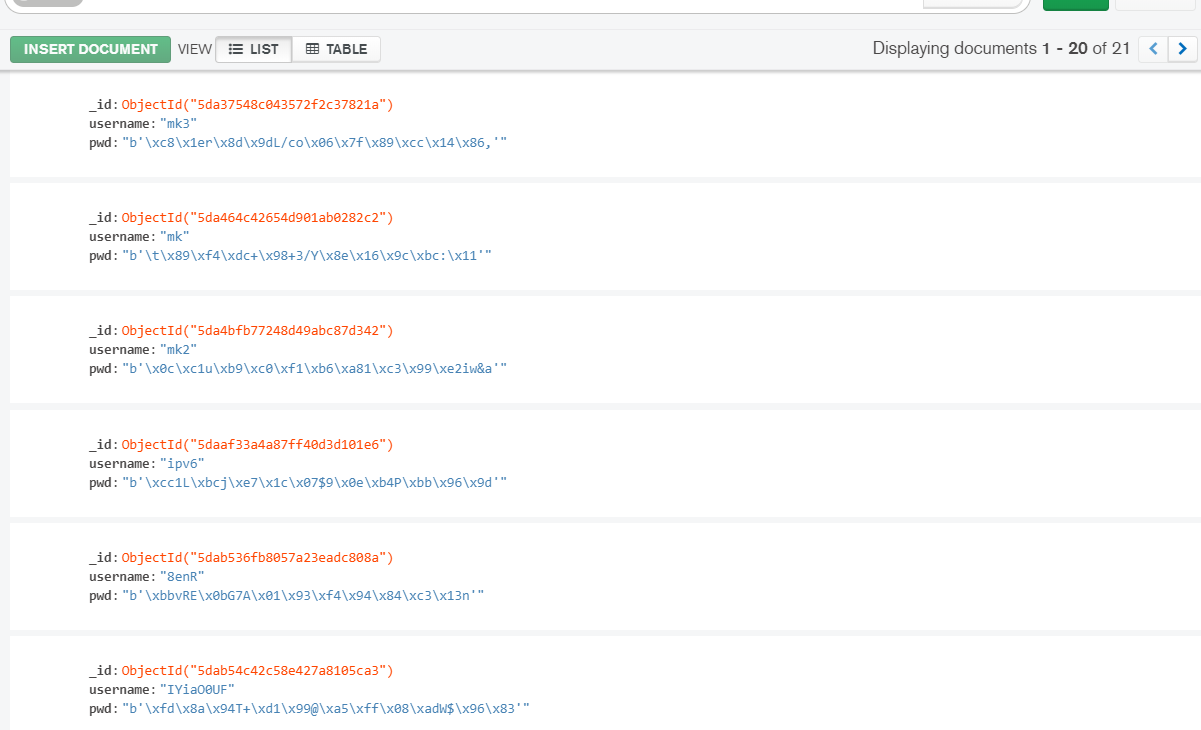 INSERT DOCUMENT VIEW LIST TABLE Displaying documents 1 - 20 of 21
_id: ObjectId("5da37548c043572f2c37821a")
username: "mk3"
pwd: "b'\xc8\x1er\x8d\x9dL/co\x06\x7f\x89\xcc\x14\x86,'"
_id: ObjectId("5da464c42654d901ab0282c2")
username: "mk"
pwd: "b'\t\x89\xf4\xdc+\x98+3/Y\x8e\x16\x9c\xbc:\x11'"
_id: ObjectId("5da4bfb77248d49abc87d342")
username: "mk2"
pwd: "b'\x0c\xc1u\xb9\xc0\xf1\xb6\xa81\xc3\x99\xe2iw&a'"
_id: ObjectId("5daaf33a4a87ff40d3d101e6")
username: "ipv6"
pwd: "b'\xcc1L\xbcj\xe7\x1c\x07$9\x0e\xb4P\xbb\x96\x9d'"
_id: ObjectId("5dab536fb8057a23eadc808a")
username: "8enR"
pwd: "b'\xbbvRE\x0bG7A\x01\x93\xf4\x94\x84\xc3\x13n'"
_id: ObjectId("5dab54c42c58e427a8105ca3")
username: "IYiaO0UF"
pwd: "b'\xfd\x8a\x94T+\xd1\x99@\xa5\xff\x08\xadW$\x96\x83'"